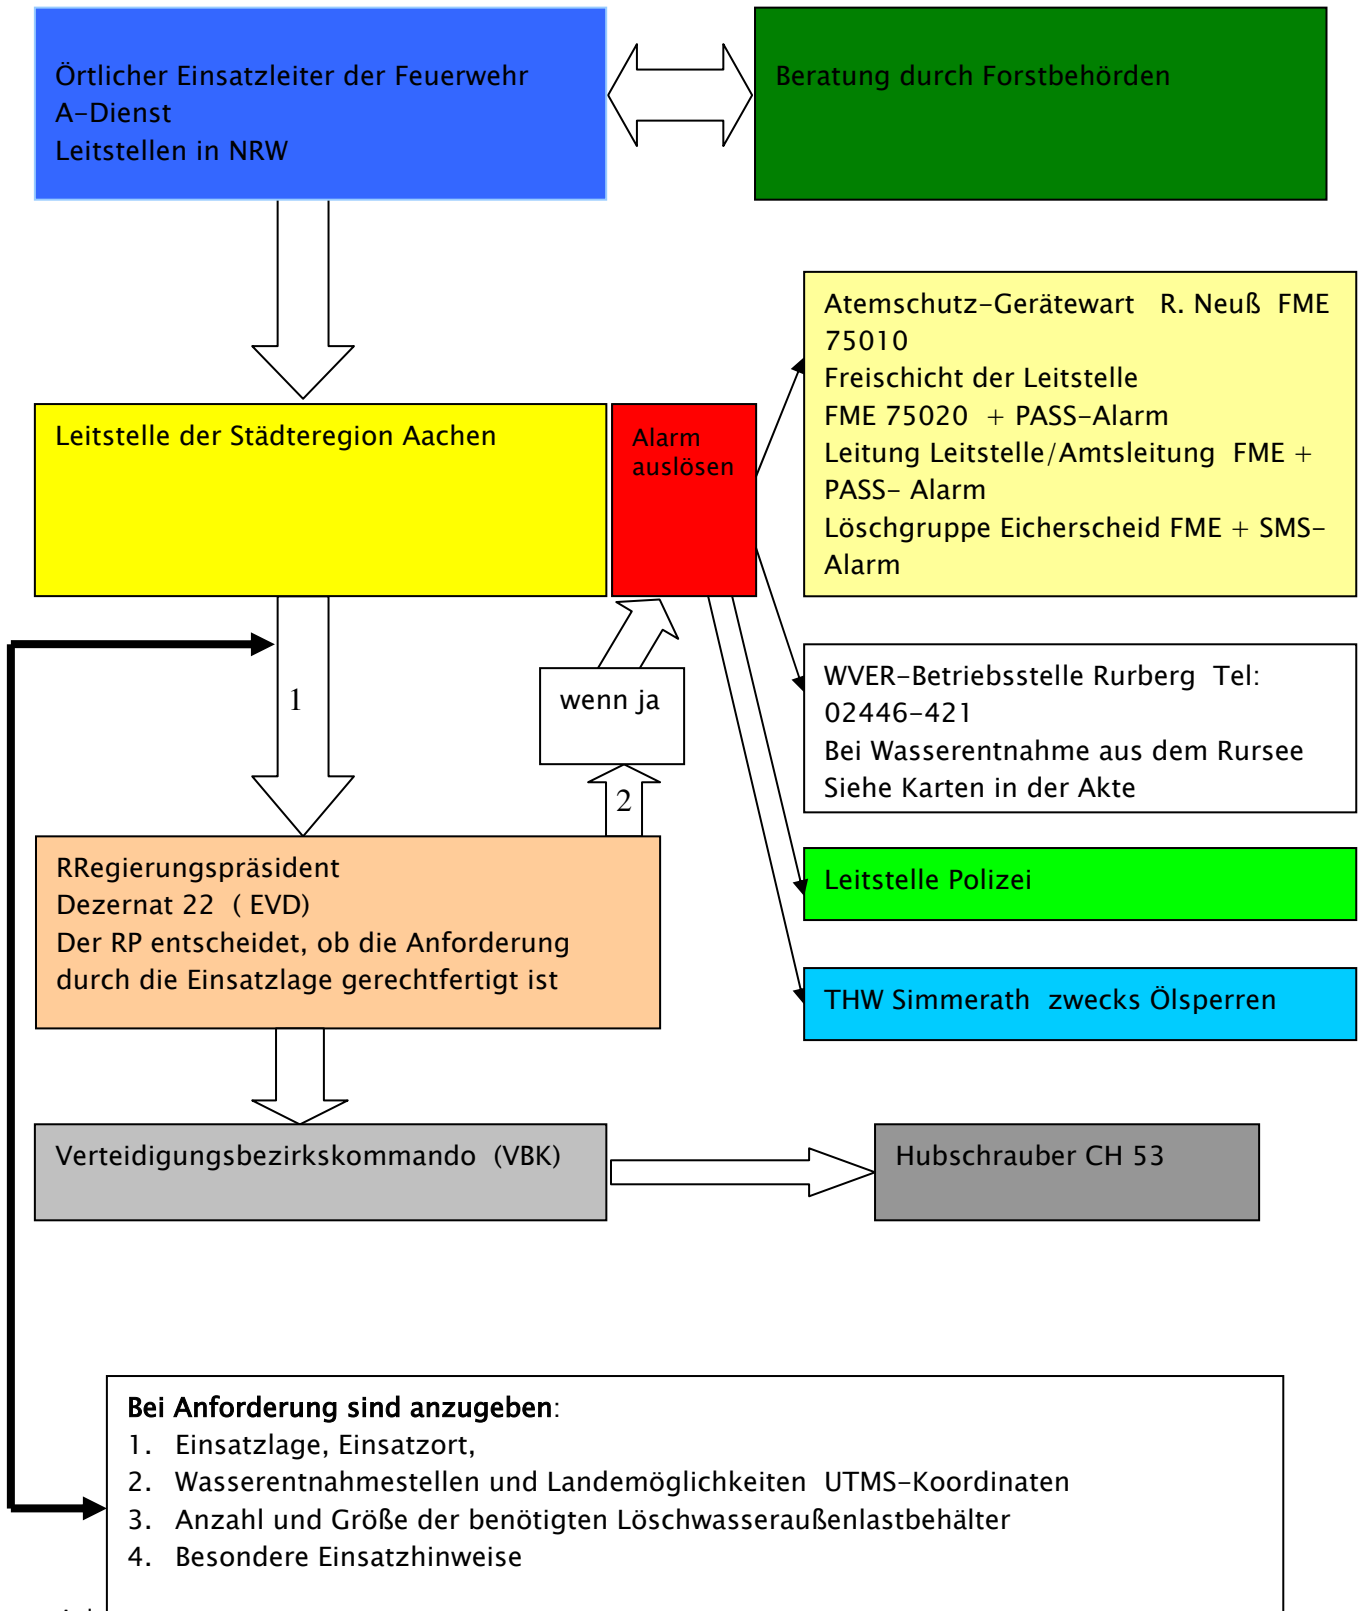 Örtlicher Einsatzleiter der Feuerwehr
A-Dienst
Leitstellen in NRW
Beratung durch Forstbehörden
Atemschutz-Gerätewart R. Neuß FME
75010
Freischicht der Leitstelle
FME 75020 + PASS-Alarm
Leitung Leitstelle/Amtsleitung FME +
PASS- Alarm
Löschgruppe Eicherscheid FME + SMS-
Alarm
Leitstelle der Städteregion Aachen
Alarm
auslösen
1
wenn ja
2
WVER-Betriebsstelle Rurberg Tel:
02446-421
Bei Wasserentnahme aus dem Rursee
Siehe Karten in der Akte
RRegierungspräsident
Dezernat 22 ( EVD)
Der RP entscheidet, ob die Anforderung
durch die Einsatzlage gerechtfertigt ist
Leitstelle Polizei
THW Simmerath zwecks Ölsperren
Verteidigungsbezirkskommando (VBK)
Hubschrauber CH 53
Bei Anforderung sind anzugeben:
1. Einsatzlage, Einsatzort,
2. Wasserentnahmestellen und Landemöglichkeiten UTMS-Koordinaten
3. Anzahl und Größe der benötigten Löschwasseraußenlastbehälter
4. Besondere Einsatzhinweise